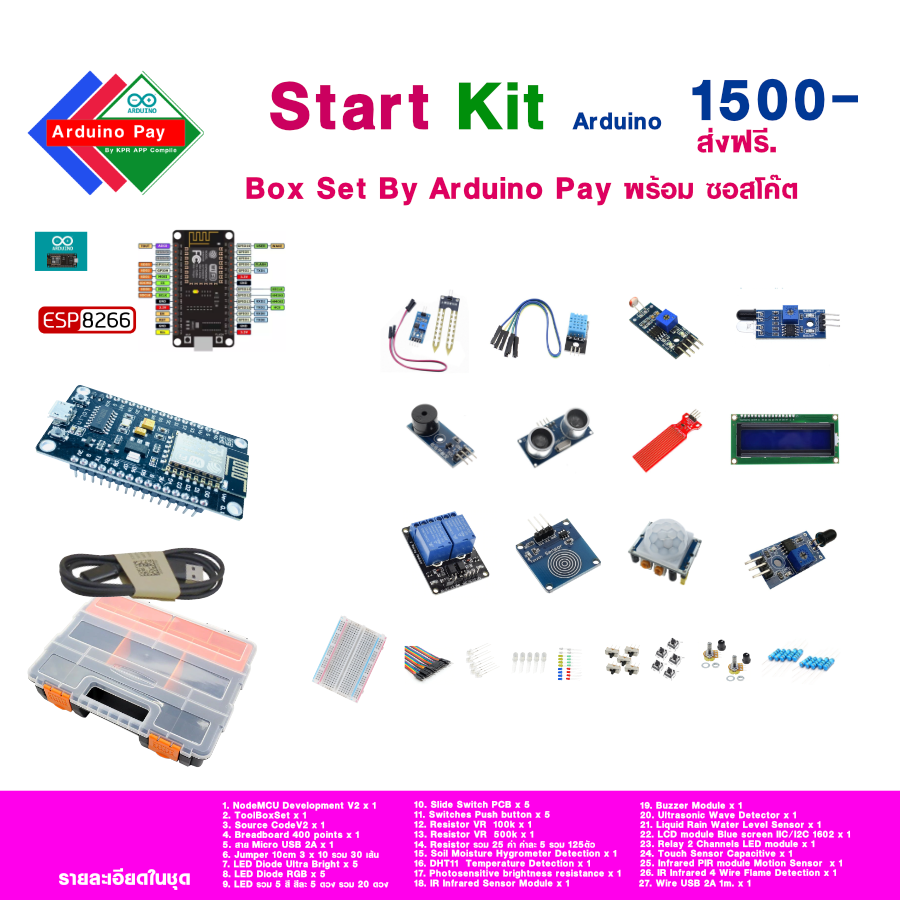 ARDUINO
Arduino Pay
By KPR APP Compile
Start Kit Arduino 1500-
ส่งฟรี.
Box Set By Arduino Pay พร้อม ซอสโค๊ต
ARDUINO
ESP8266
รายละเอียดในชุด
1. NodeMCU Development V2 x 1
2. ToolBoxSet x 1
3. Source CodeV2 x 1
4. Breadboard 400 points x 1
5. สาย Micro USB 2A x 1
6. Jumper 10cm 3 x 10 รวม 30 เส้น
7. LED Diode Ultra Bright x 5
8. LED Diode RGB x 5
9. LED รวม 5 สี สีละ 5 ดวง รวม 20 ดวง
10. Slide Switch PCB x 5
11. Switches Push button x 5
12. Resistor VR 100k x 1
13. Resistor VR 500k x 1
14. Resistor รวม 25 ค่า ค่าละ 5 รวม 125ตัว
15. Soil Moisture Hygrometer Detection x 1
16. DHT11 Temperature Detection x 1
17. Photosensitive brightness resistance x 1
18. IR Infrared Sensor Module x 1
19. Buzzer Module x 1
20. Ultrasonic Wave Detector x 1
21. Liquid Rain Water Level Sensor x 1
22. LCD module Blue screen IIC/I2C 1602 x 1
23. Relay 2 Channels LED module x 1
24. Touch Sensor Capacitive x 1
25. Infrared PIR module Motion Sensor x 1
26. IR Infrared 4 Wire Flame Detection x 1
27. Wire USB 2A 1m. x 1